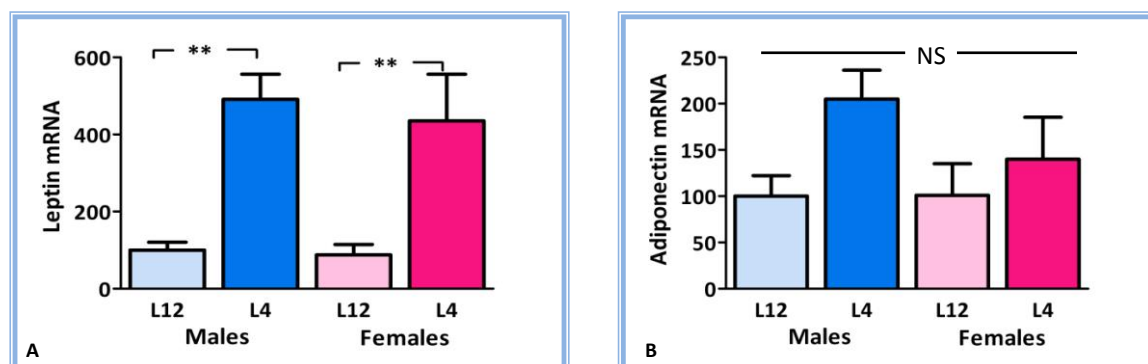 ** **
600
400
200
0
Leptin mRNA
L12 L4 L12 L4
Males Females
A
NS
250
200
150
100
50
0
Adiponectin mRNA
L12 L4 L12 L4
Males Females
B